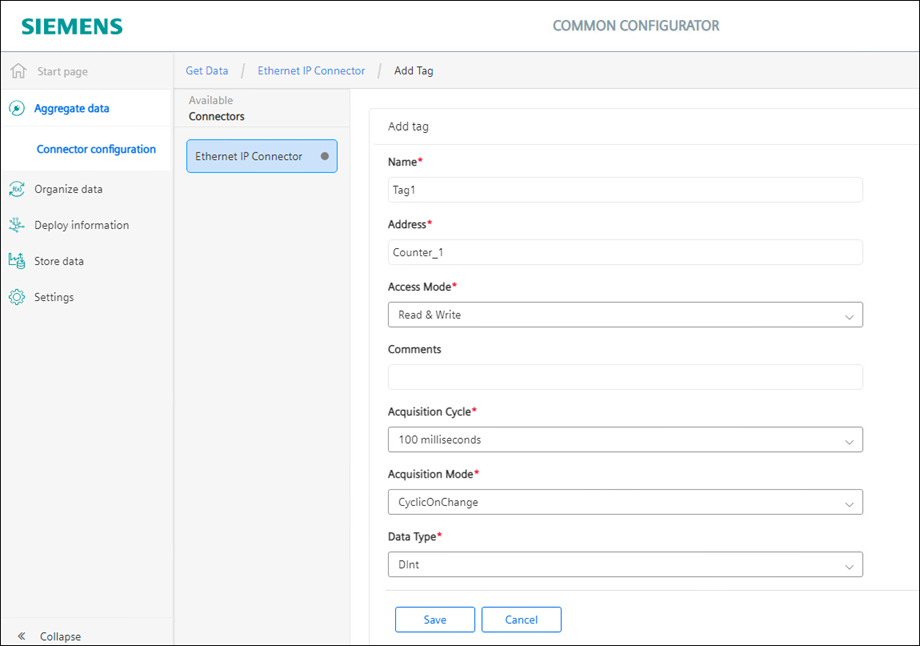 SIEMENS
COMMON CONFIGURATOR
Start page
Aggregate data
Connector configuration
Organize data
Deploy information
Store data
Settings
« Collapse
Get Data / Ethernet IP Connector / Add Tag
Available
Connectors
Ethernet IP Connector
Add tag
Name*
Tag1
Address*
Counter_1
Access Mode*
Read & Write
Comments
Acquisition Cycle*
100 milliseconds
Acquisition Mode*
CyclicOnChange
Data Type*
DInt
Save Cancel